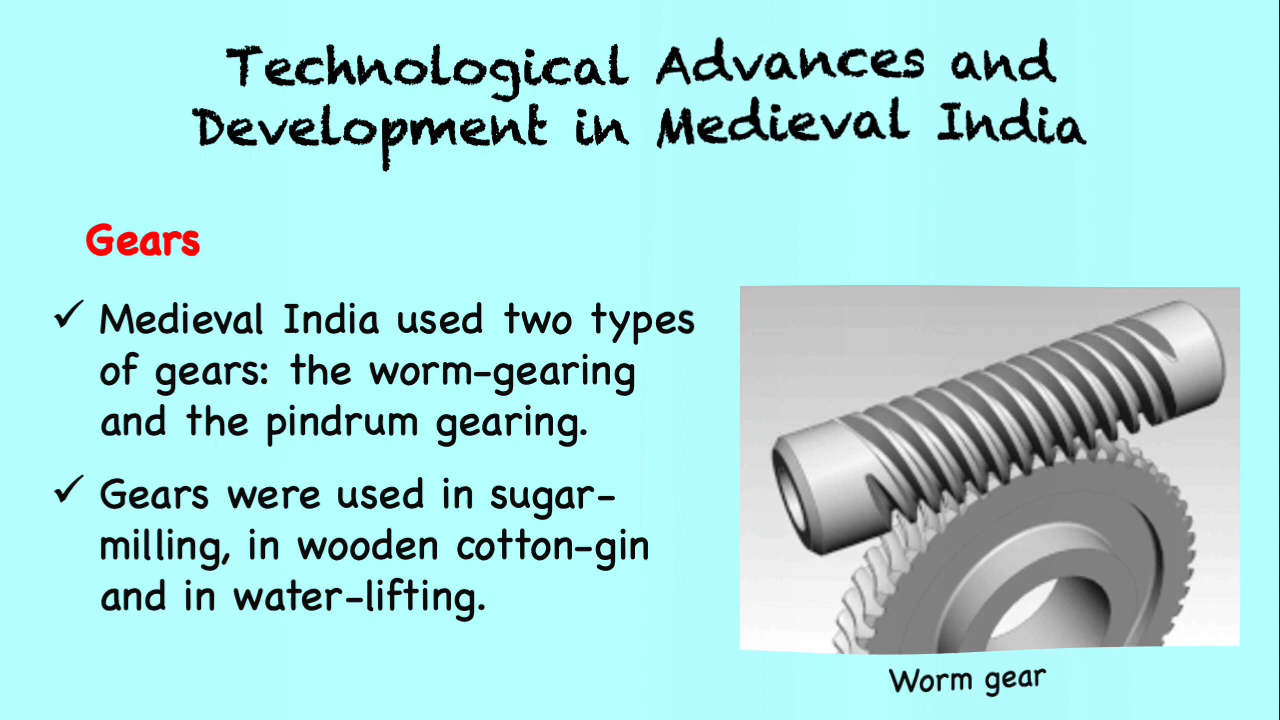 Technological Advances and
Development in Medieval India
Gears
✓ Medieval India used two types
of gears: the worm-gearing
and the pindrum gearing.
✓ Gears were used in sugar-
milling, in wooden cotton-gin
and in water-lifting.
Worm gear